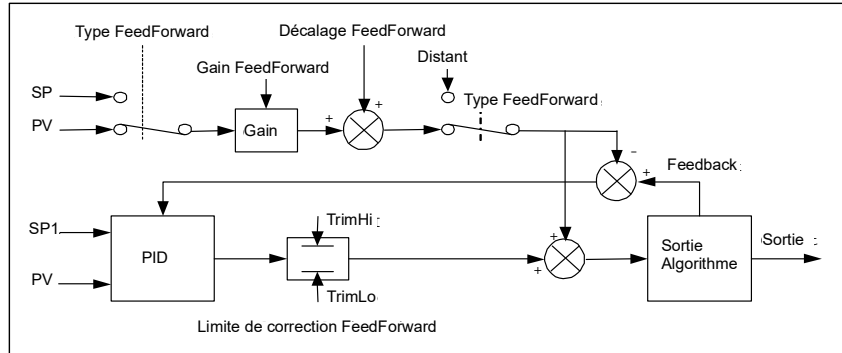 Type FeedForward
Décalage FeedForward
Gain FeedForward
Distant
Type FeedForward
SP
PV
Gain
+
+
-
+
Feedback
SP1
PV
PID
TrimHi
TrimLo
+
+
Sortie
Algorithme
Sortie
Limite de correction FeedForward